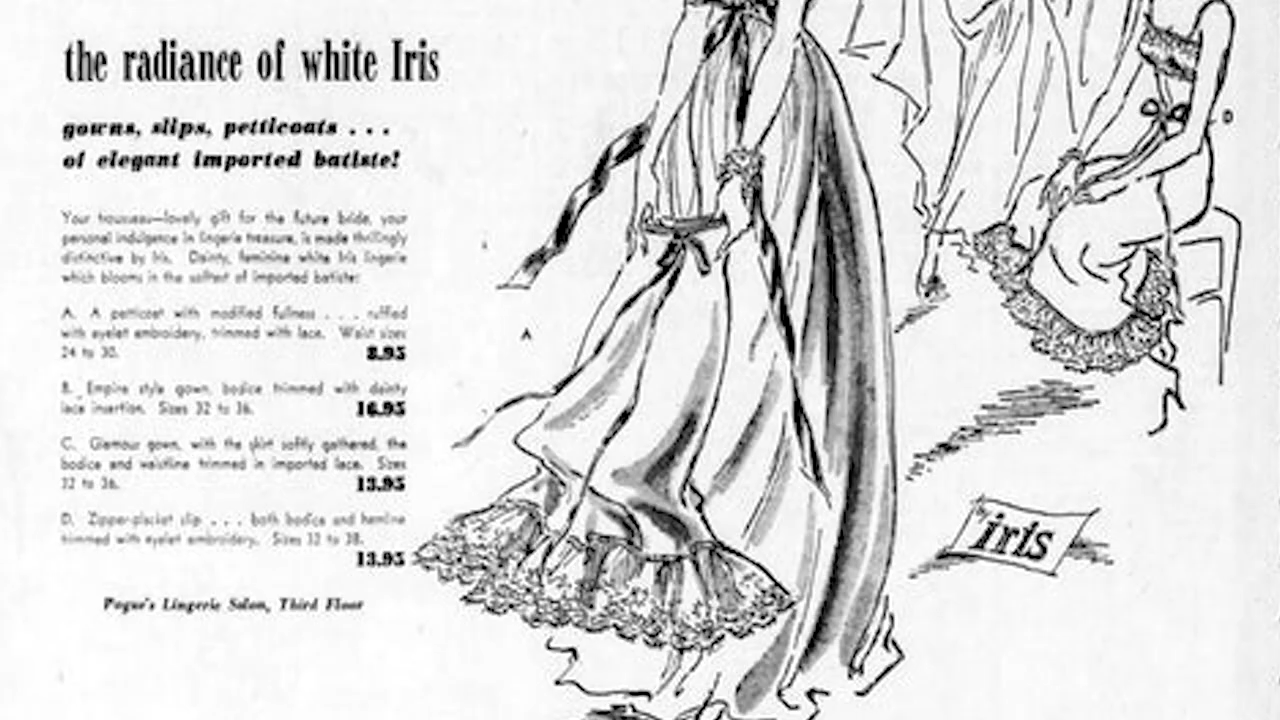 the radiance of white Iris
gowns, slips, petticoats . . .
of elegant imported batiste!
Your trousseau—lovely gift for the future bride, your
personal indulgence in lingerie treasure, is made thrillingly
distinctive by Iris. Dainty, feminine white Iris lingerie
which blooms in the softest of imported batiste:
A. A petticoat with modified fullness . . . ruffled
with eyelet embroidery, trimmed with lace. Waist sizes
24 to 30. 8.95
B. Empire style gown, bodice trimmed with dainty
lace insertion. Sizes 32 to 36. 16.95
C. Glamour gown, with the skirt softly gathered, the
bodice and waistline trimmed in imported lace. Sizes
32 to 36. 13.95
D. Zipper-placket slip . . . both bodice and hemline
trimmed with eyelet embroidery. Sizes 32 to 38.
13.95
Pogue's Lingerie Salon, Third Floor
A
D
by
iris